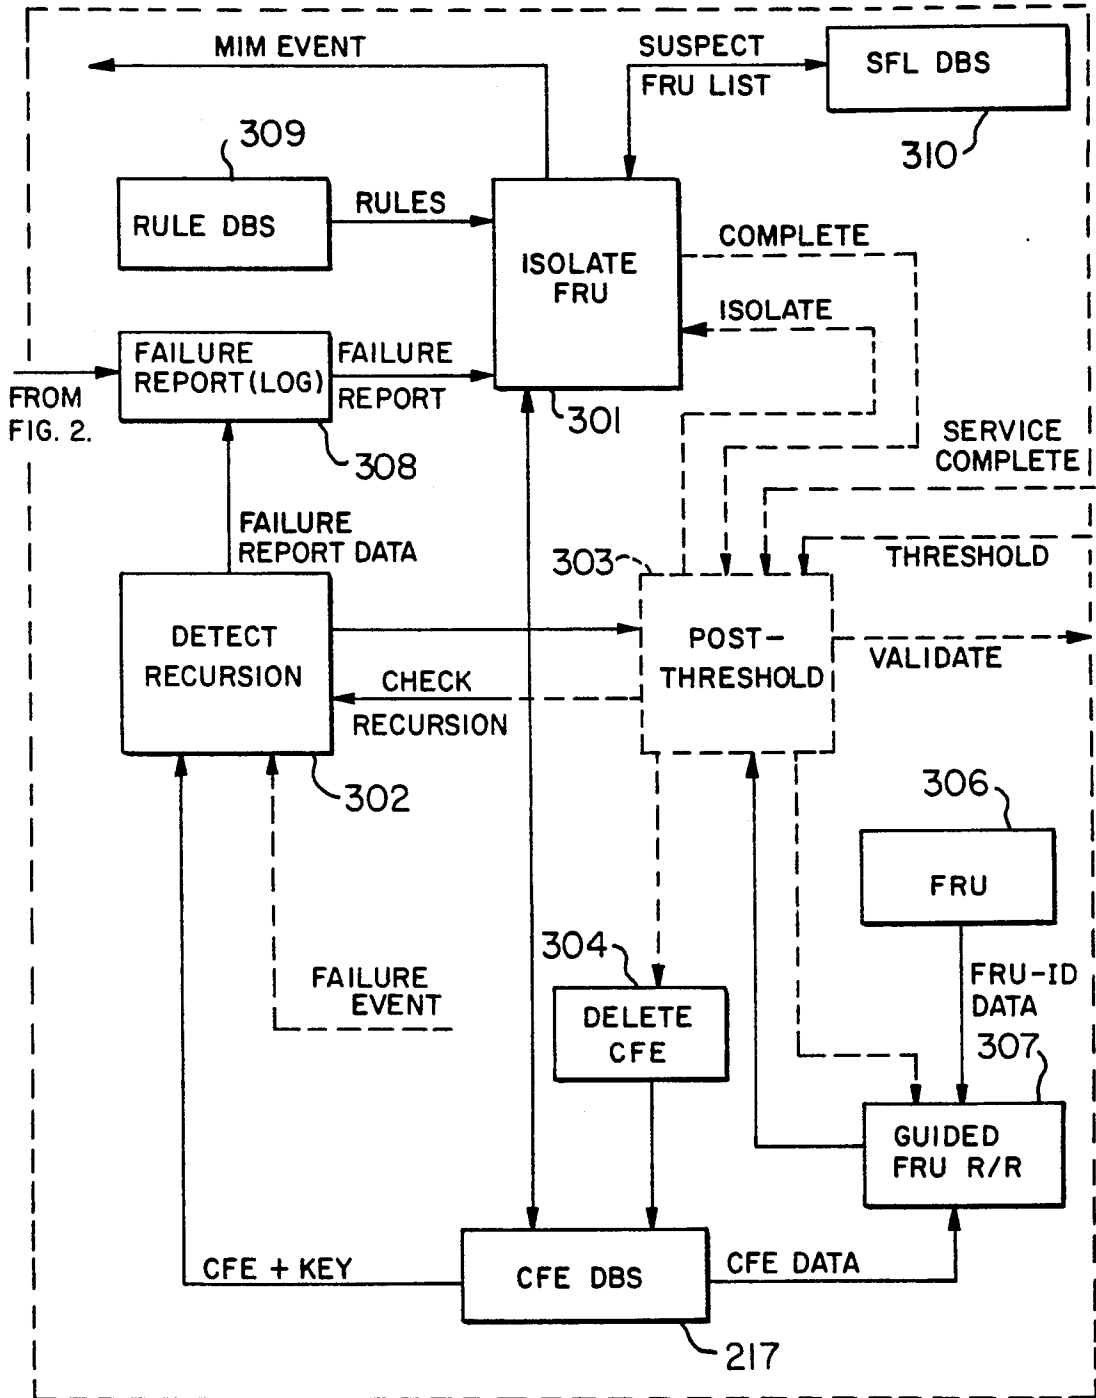 MIM EVENT
SUSPECT
FRU LIST
SFL DBS
310
309
RULE DBS
RULES
ISOLATE
FRU
301
COMPLETE
ISOLATE
FROM
FIG. 2.
FAILURE
REPORT (LOG)
308
FAILURE
REPORT
SERVICE
COMPLETE
FAILURE
REPORT DATA
THRESHOLD
303
DETECT
RECURSION
302
POST-
THRESHOLD
VALIDATE
CHECK
RECURSION
306
FRU
FAILURE
EVENT
304
DELETE
CFE
FRU-ID
DATA
307
GUIDED
FRU R/R
CFE + KEY
CFE DBS
CFE DATA
217